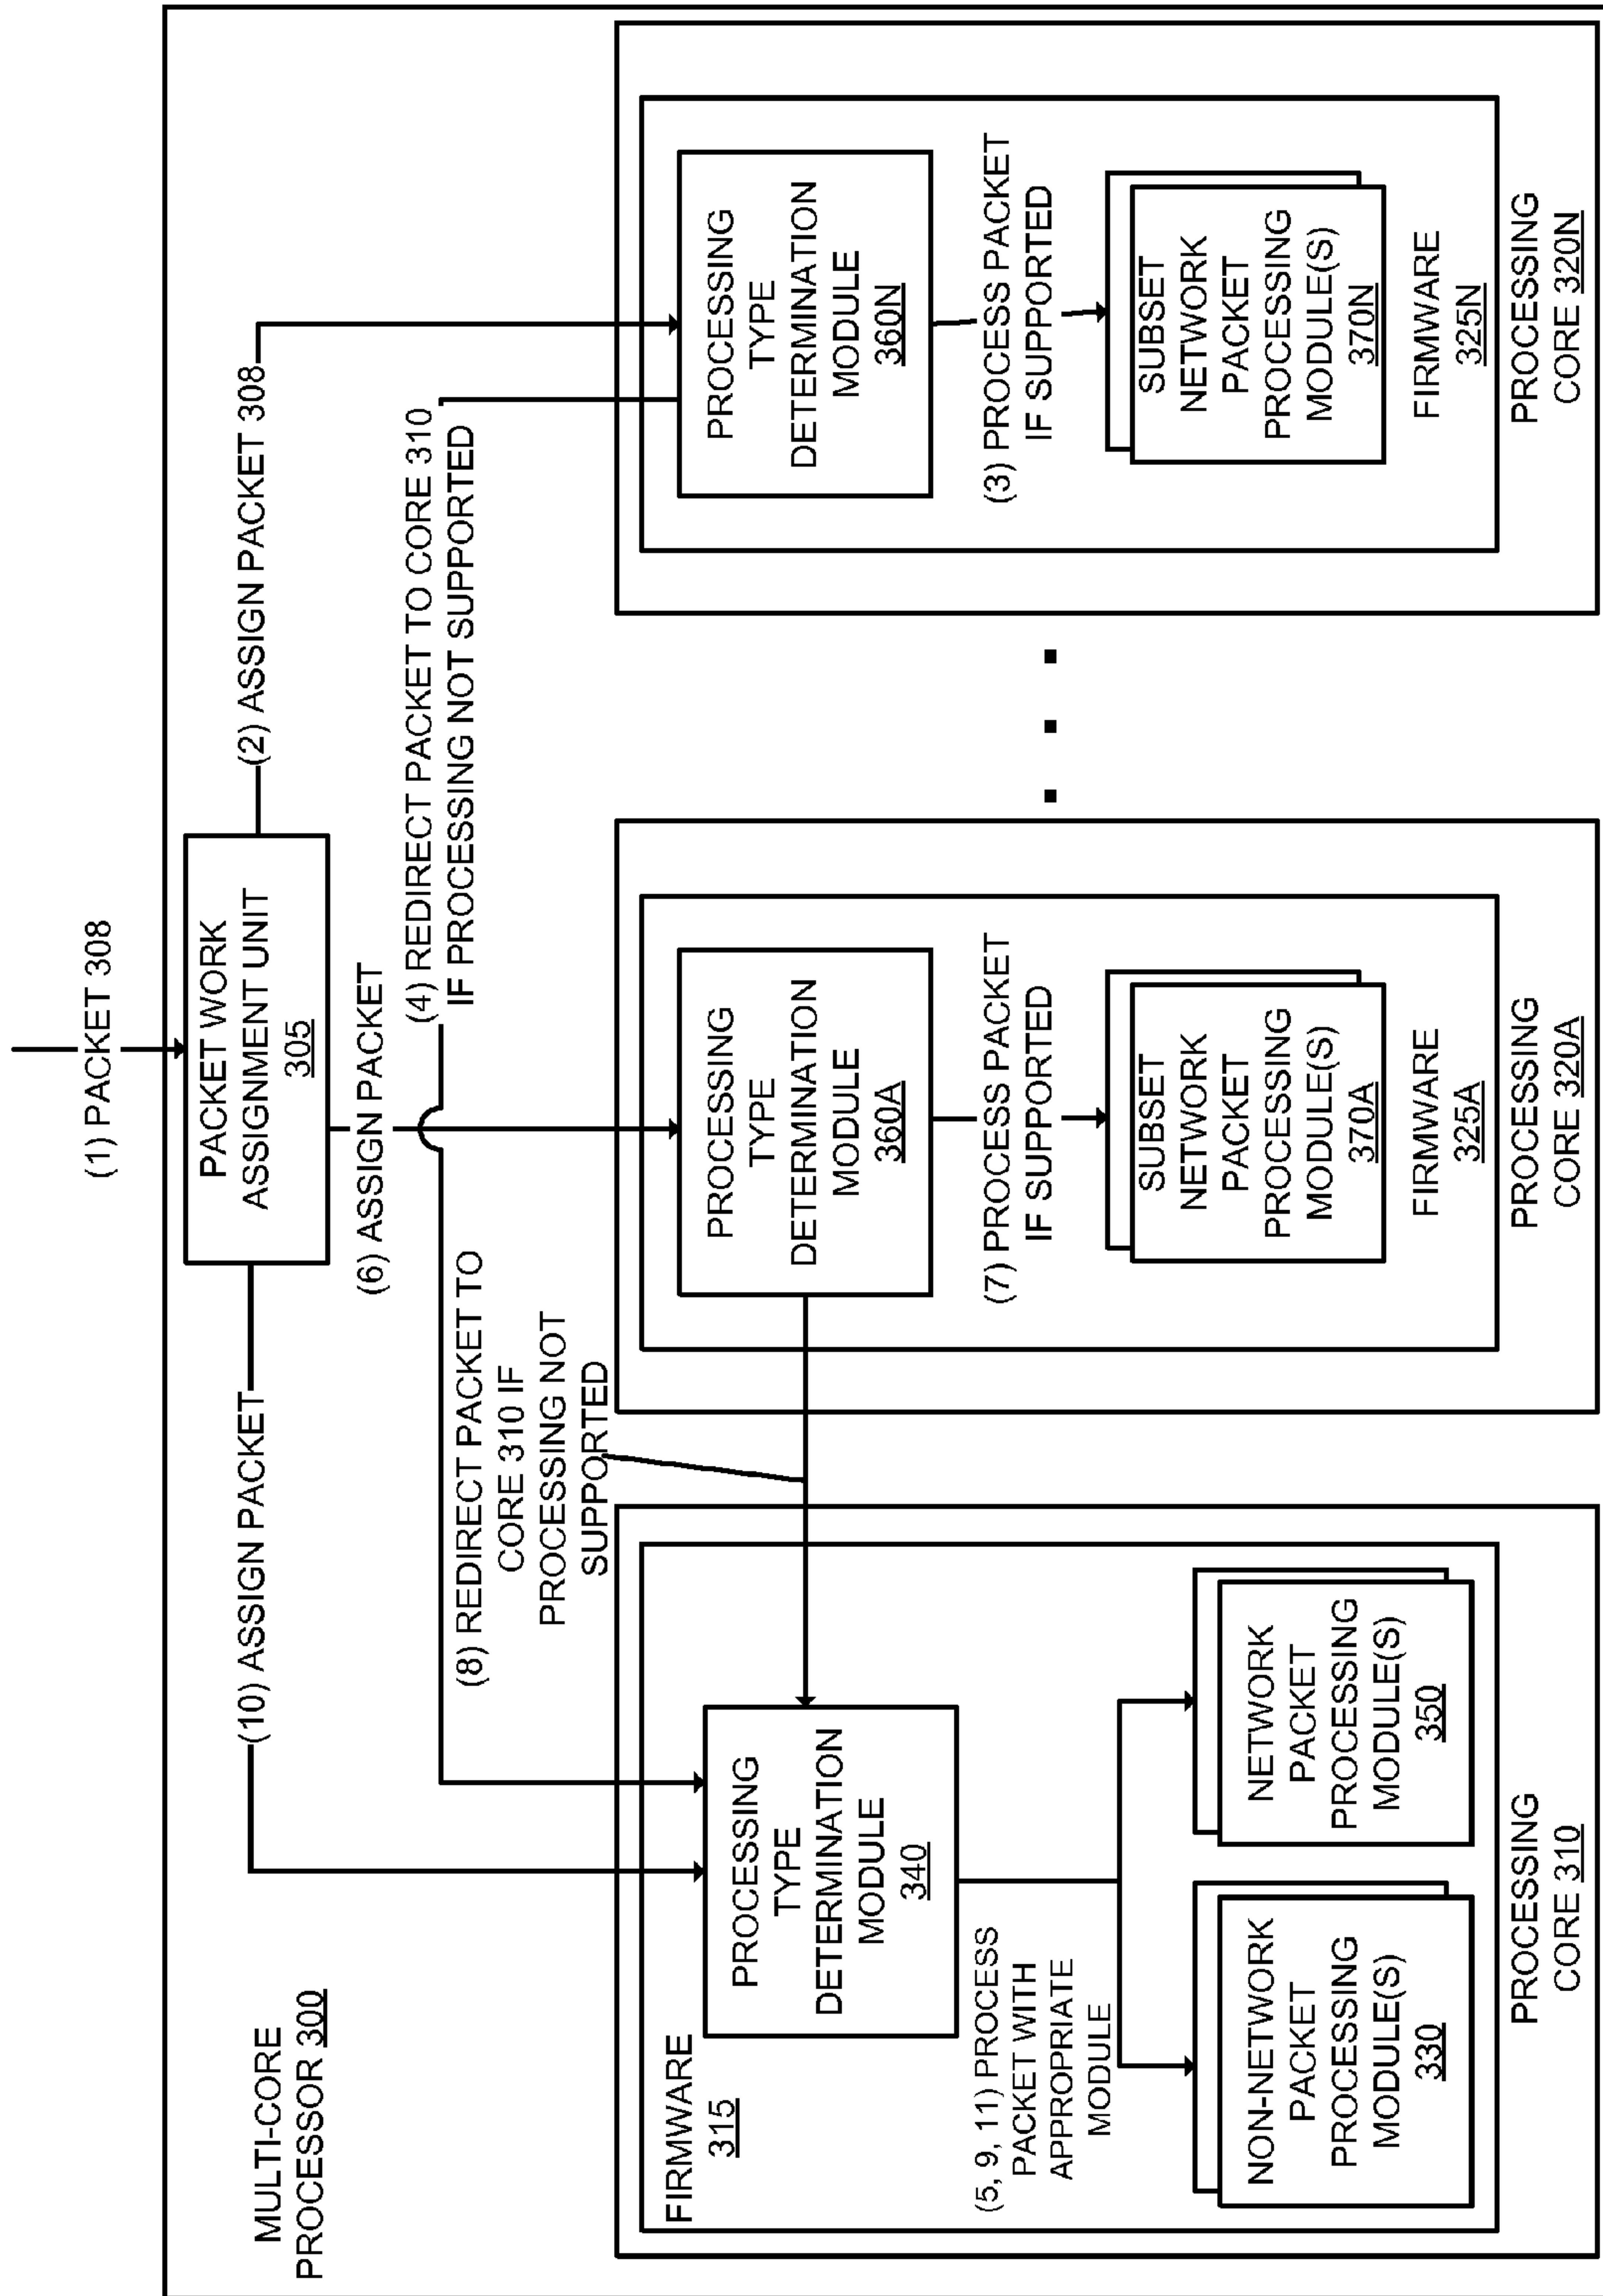 (1) PACKET 308
MULTI-CORE
PROCESSOR 300
PACKET WORK
ASSIGNMENT UNIT
305
(10) ASSIGN PACKET
(6) ASSIGN PACKET
(2) ASSIGN PACKET 308
(8) REDIRECT PACKET TO
CORE 310 IF
PROCESSING NOT
SUPPORTED
(4) REDIRECT PACKET TO CORE 310
IF PROCESSING NOT SUPPORTED
FIRMWARE
315
PROCESSING
TYPE
DETERMINATION
MODULE
340
(5, 9, 11) PROCESS
PACKET WITH
APPROPRIATE
MODULE
NON-NETWORK
PACKET
PROCESSING
MODULE(S)
330
NETWORK
PACKET
PROCESSING
MODULE(S)
350
PROCESSING
CORE 310
PROCESSING
TYPE
DETERMINATION
MODULE
360A
(7) PROCESS PACKET
IF SUPPORTED
SUBSET
NETWORK
PACKET
PROCESSING
MODULE(S)
370A
FIRMWARE
325A
PROCESSING
CORE 320A
. . .
PROCESSING
TYPE
DETERMINATION
MODULE
360N
(3) PROCESS PACKET
IF SUPPORTED
SUBSET
NETWORK
PACKET
PROCESSING
MODULE(S)
370N
FIRMWARE
325N
PROCESSING
CORE 320N